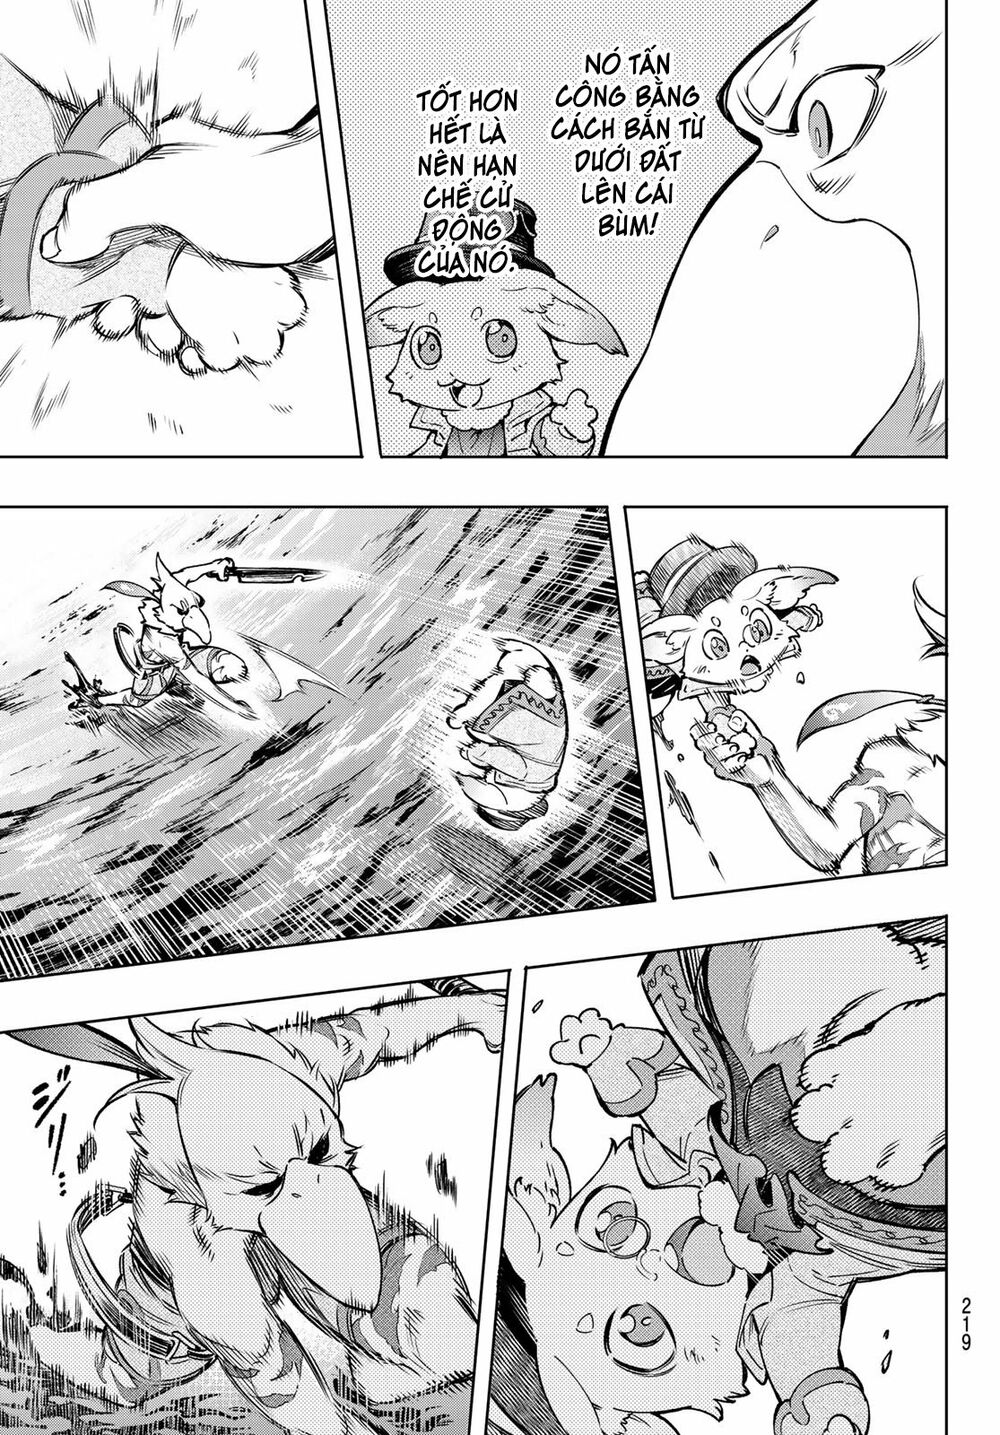 NÓ TẤN
CÔNG BẰNG
CÁCH BẮN TỪ
DƯỚI ĐẤT
LÊN CÁI
BÙM!
TỐT HƠN
HẾT LÀ
NÊN HẠN
CHẾ CỬ
ĐỘNG
CỦA NÓ.
219